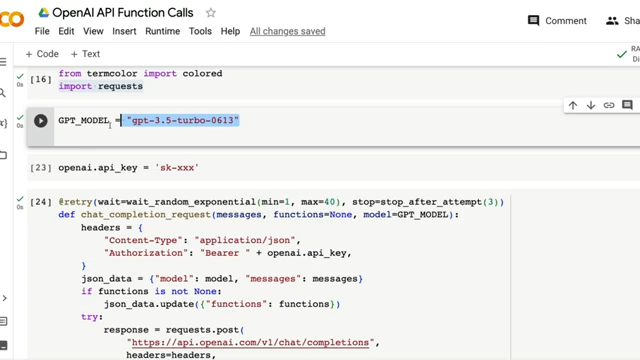 OpenAI API Function Calls
File Edit View Insert Runtime Tools Help All changes saved
Comment
+ Code + Text
[16] from termcolor import colored
0s import requests
GPT_MODEL = "gpt-3.5-turbo-0613"
0s
[23] openai.api_key = 'sk-xxx'
0s
[24] @retry(wait=wait_random_exponential(min=1, max=40), stop=stop_after_attempt(3))
0s def chat_completion_request(messages, functions=None, model=GPT_MODEL):
headers = {
"Content-Type": "application/json",
"Authorization": "Bearer " + openai.api_key,
}
json_data = {"model": model, "messages": messages}
if functions is not None:
json_data.update({"functions": functions})
try:
response = requests.post(
"https://api.openai.com/v1/chat/completions",
headers=headers,